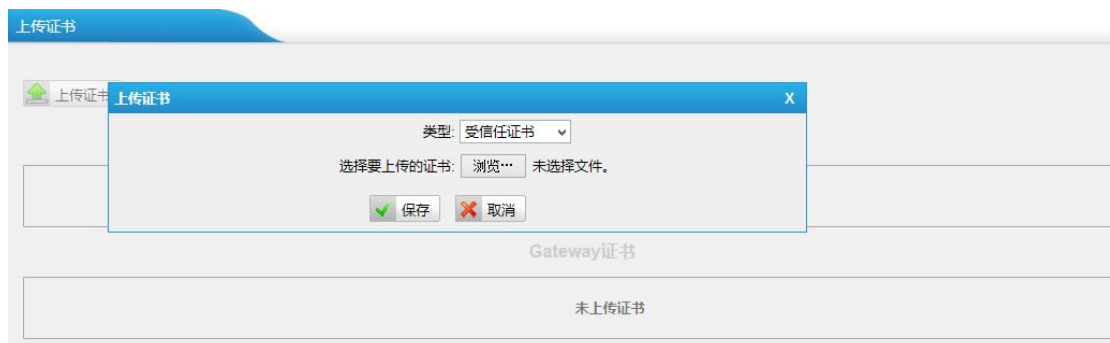 上传证书
上传证书
上传证书 X
类型: 受信任证书
选择要上传的证书: 浏览… 未选择文件。
保存 取消
Gateway证书
未上传证书